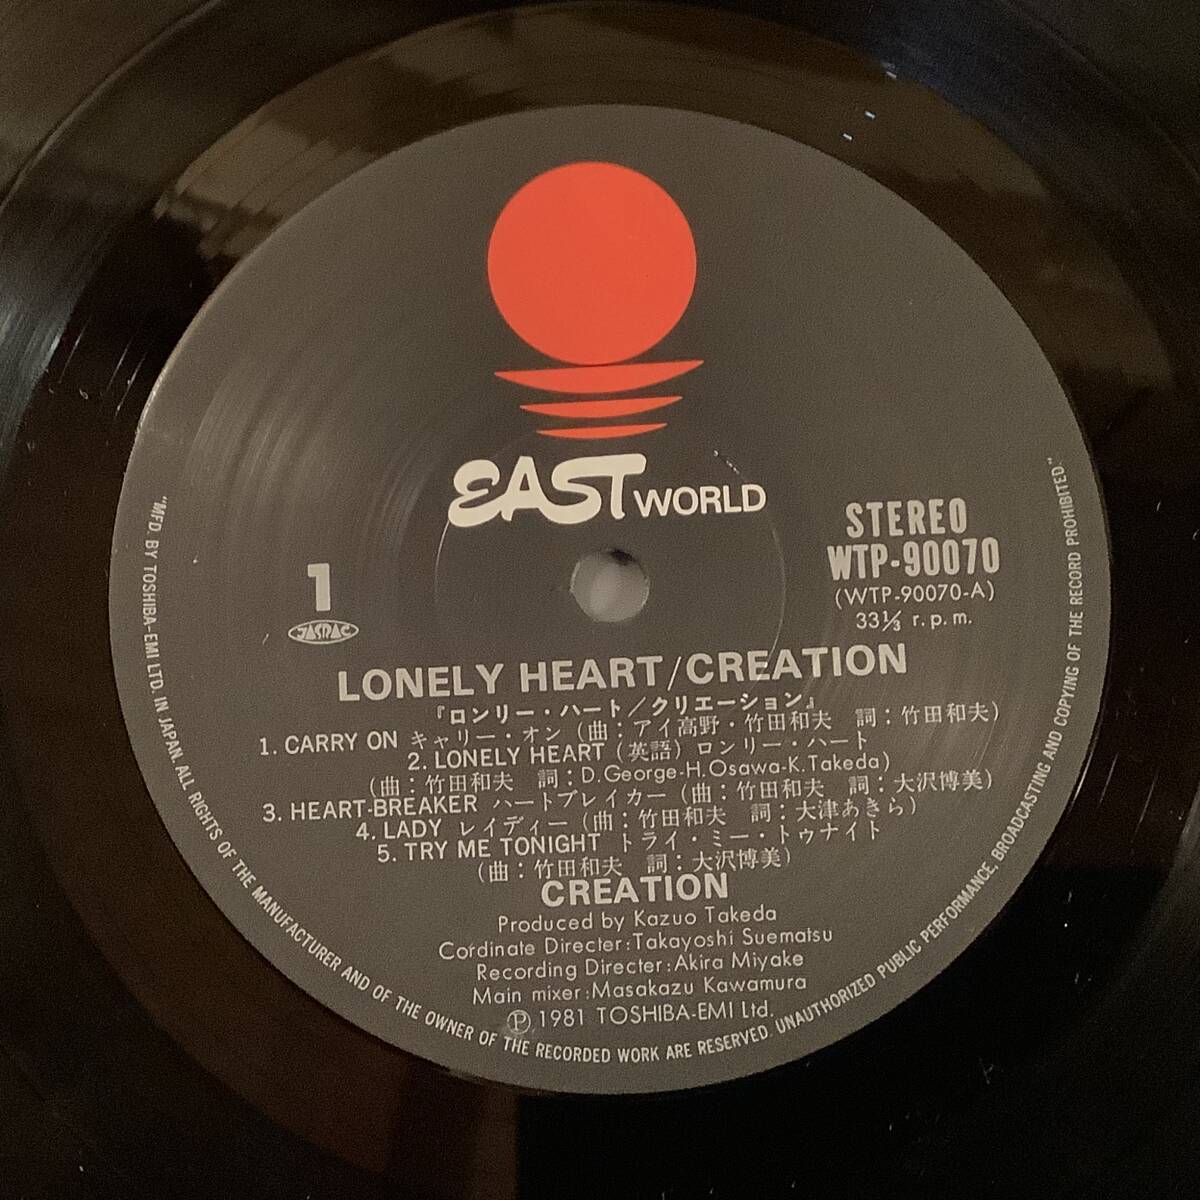 EAST WORLD
STEREO
WTP-90070
(WTP-90070-A)
33⅓ r.p.m.
1
JASRAC
LONELY HEART/CREATION
『ロンリー・ハート/クリエーション』
1. CARRY ON キャリー・オン (曲:アイ高野・竹田和夫 詞:竹田和夫)
2. LONELY HEART (英語) ロンリー・ハート
(曲:竹田和夫 詞:D.George-H.Osawa-K.Takeda)
3. HEART-BREAKER ハートブレイカー (曲:竹田和夫 詞:大沢博美)
4. LADY レイディー (曲:竹田和夫 詞:大津あきら)
5. TRY ME TONIGHT トライ・ミー・トゥナイト
(曲:竹田和夫 詞:大沢博美)
CREATION
Produced by Kazuo Takeda
Cordinate Directer:Takayoshi Suematsu
Recording Directer:Akira Miyake
Main mixer:Masakazu Kawamura
Ⓟ 1981 TOSHIBA-EMI Ltd.
"MFD. BY TOSHIBA-EMI LTD. IN JAPAN. ALL RIGHTS OF THE MANUFACTURER AND OF THE OWNER OF THE RECORDED WORK ARE RESERVED. UNAUTHORIZED PUBLIC PERFORMANCE, BROADCASTING AND COPYING OF THE RECORD PROHIBITED."